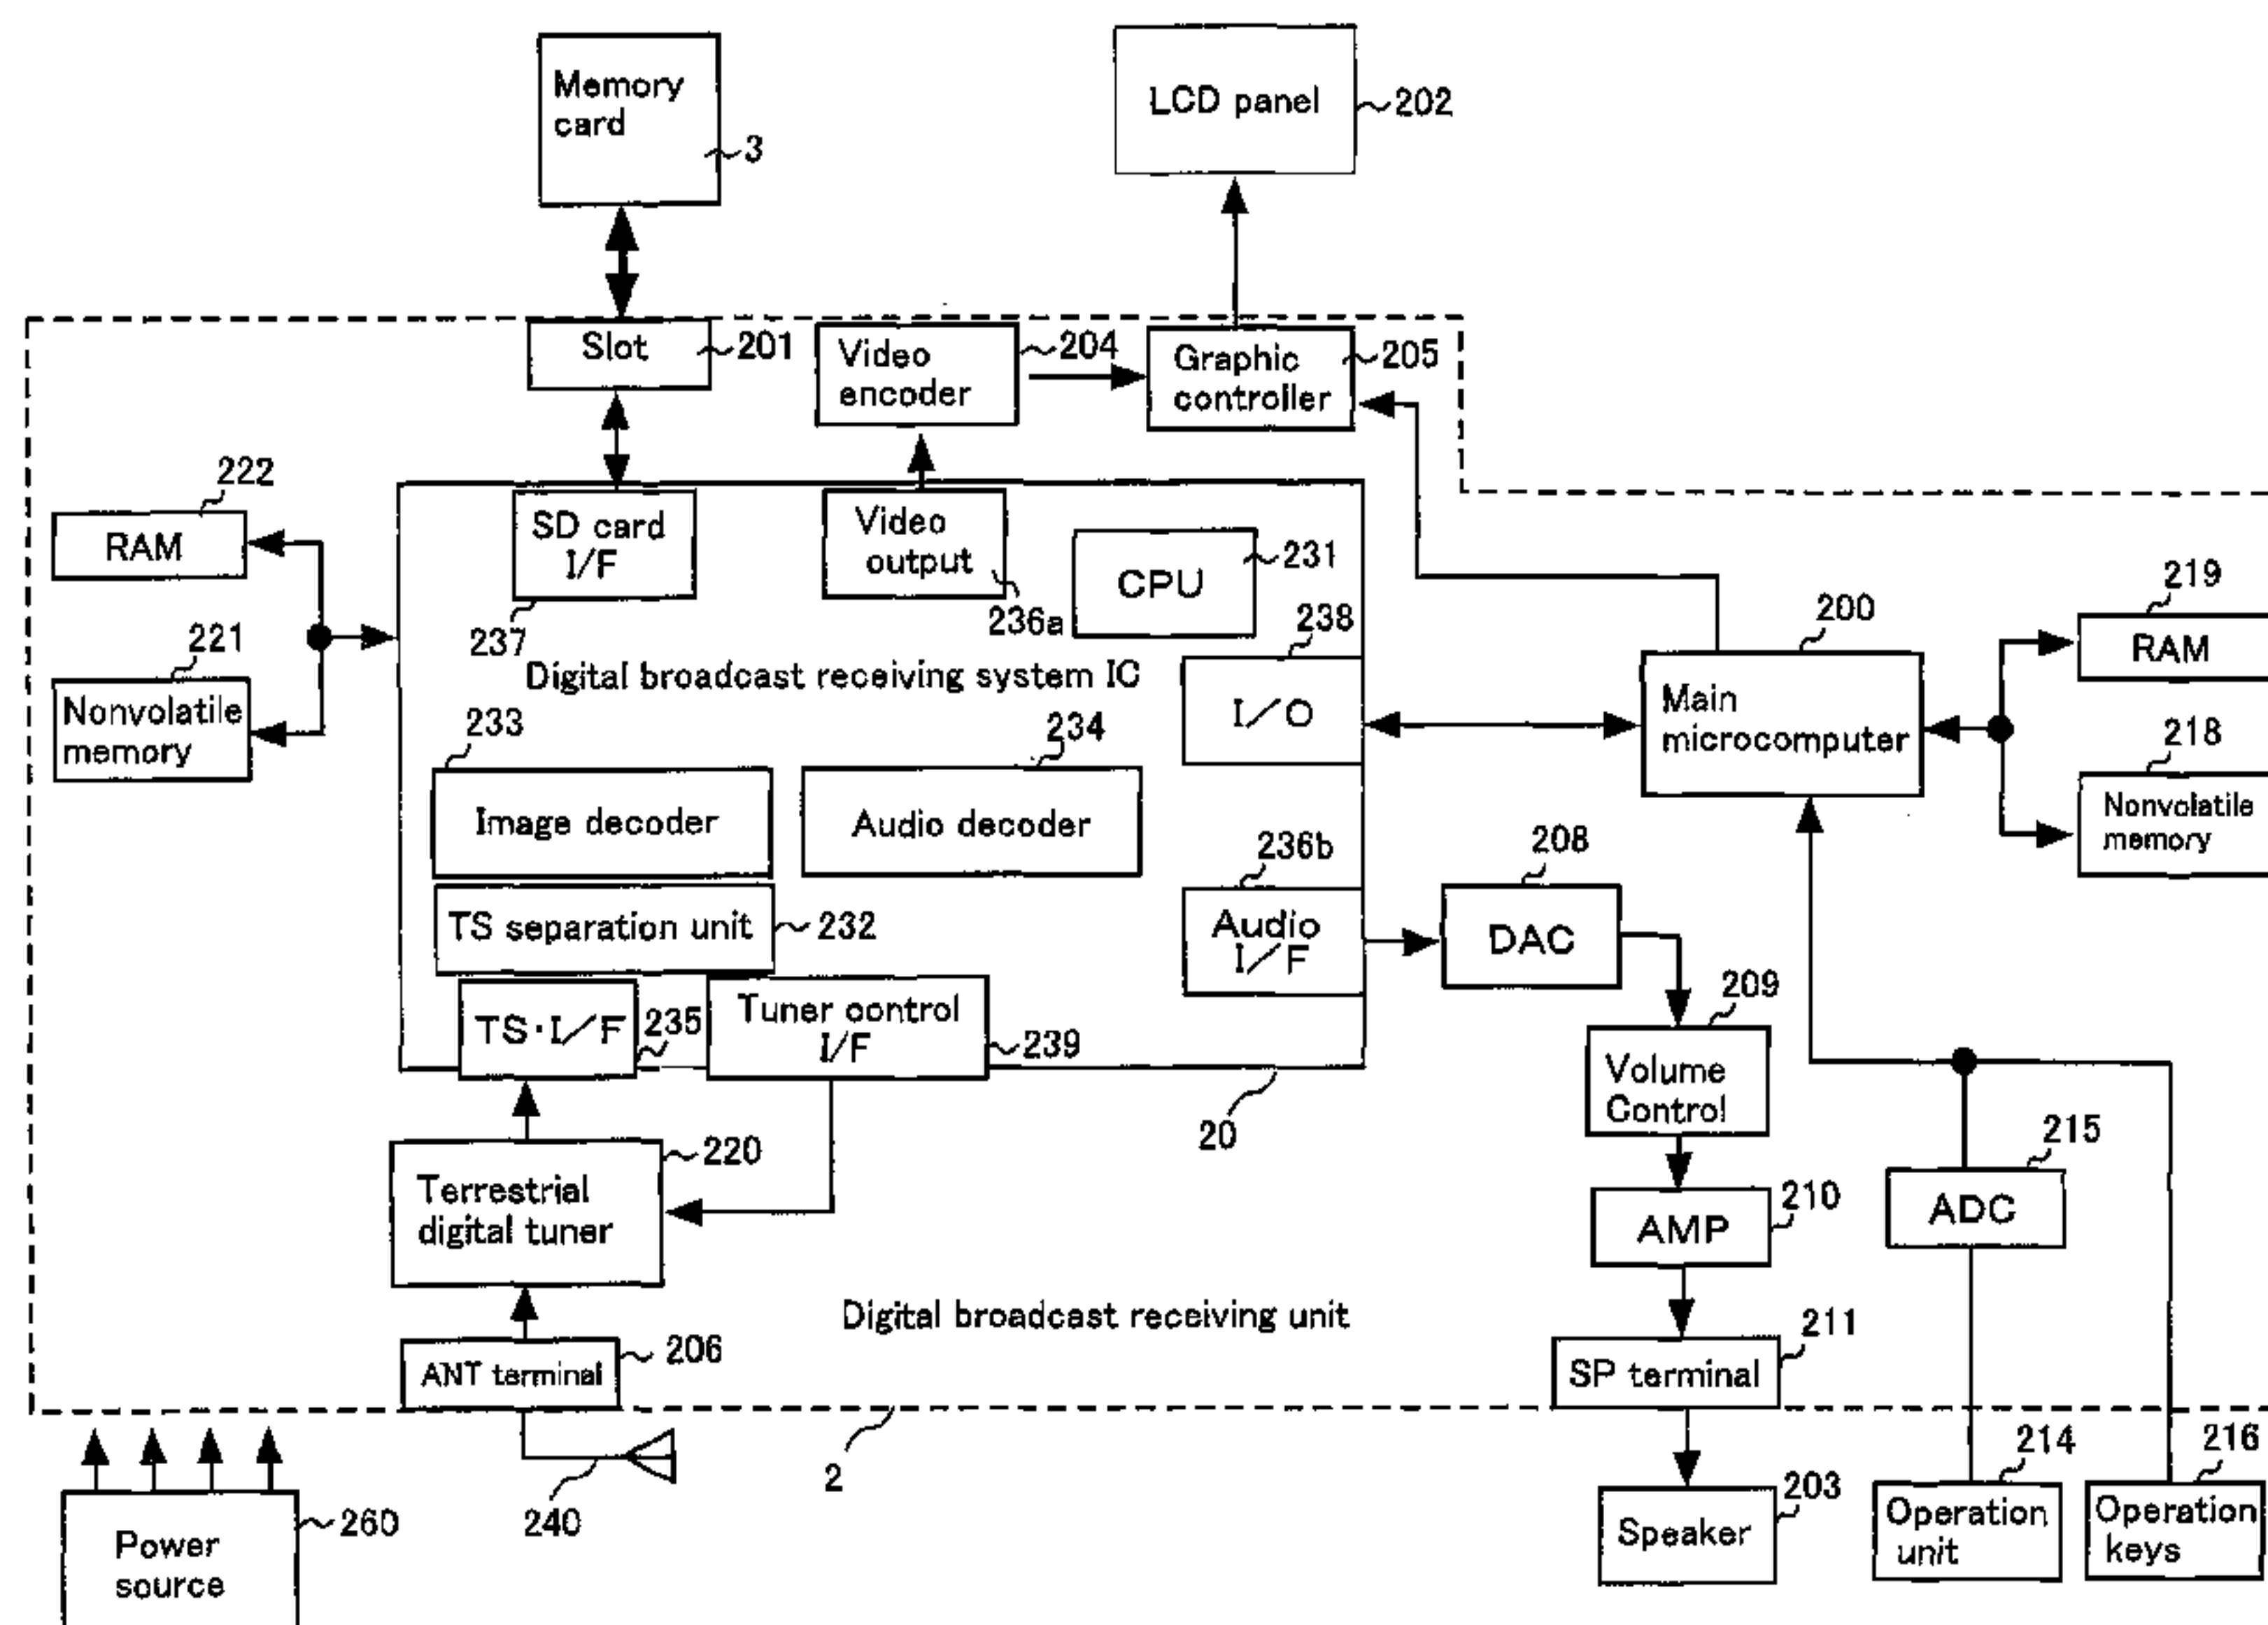 Memory
card
3
LCD panel
202
Slot
201
Video
encoder
204
Graphic
controller
205
222
RAM
221
Nonvolatile
memory
SD card
I/F
237
Video
output
236a
CPU
231
238
I/O
Digital broadcast receiving system IC
200
Main
microcomputer
219
RAM
218
Nonvolatile
memory
233
Image decoder
234
Audio decoder
TS separation unit
232
236b
Audio
I/F
208
DAC
TS·I/F
235
Tuner control
I/F
239
20
209
Volume
Control
215
ADC
220
Terrestrial
digital tuner
210
AMP
Digital broadcast receiving unit
211
SP terminal
206
ANT terminal
2
240
260
Power
source
203
Speaker
214
Operation
unit
216
Operation
keys